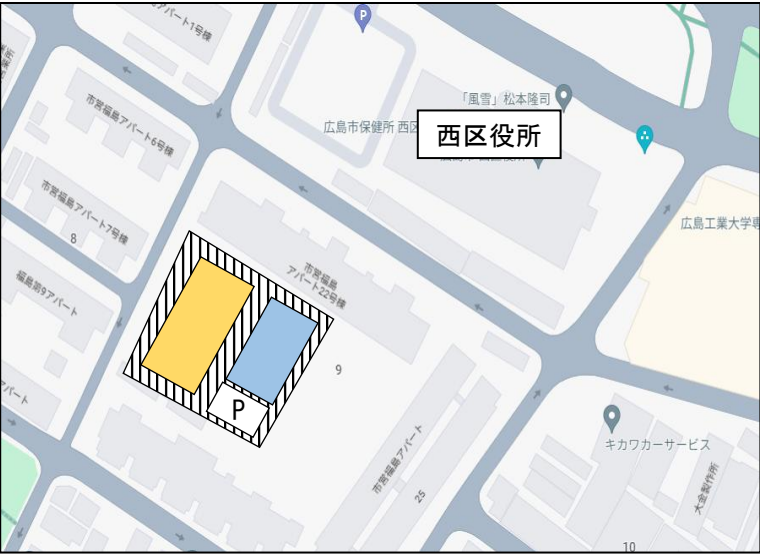 アパート1号棟
P
「風雪」松本隆司
広島市保健所 西区
西区役所
市営福島アパート6号棟
広島工業大学専
市営福島アパート7号棟
8
市営福島
アパート22号棟
福島第9アパート
9
P
アパート
キカワカーサービス
市営福島アパート
大金製作所
25
10